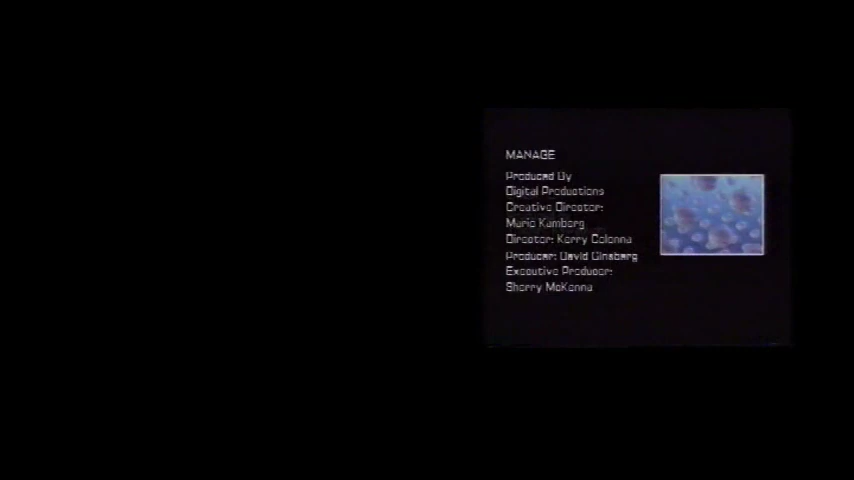 MANAGE
Produced By
Digital Productions
Creative Director:
Mario Kamberg
Director: Kerry Colonna
Producer: David Ginsberg
Executive Producer:
Sherry McKenna